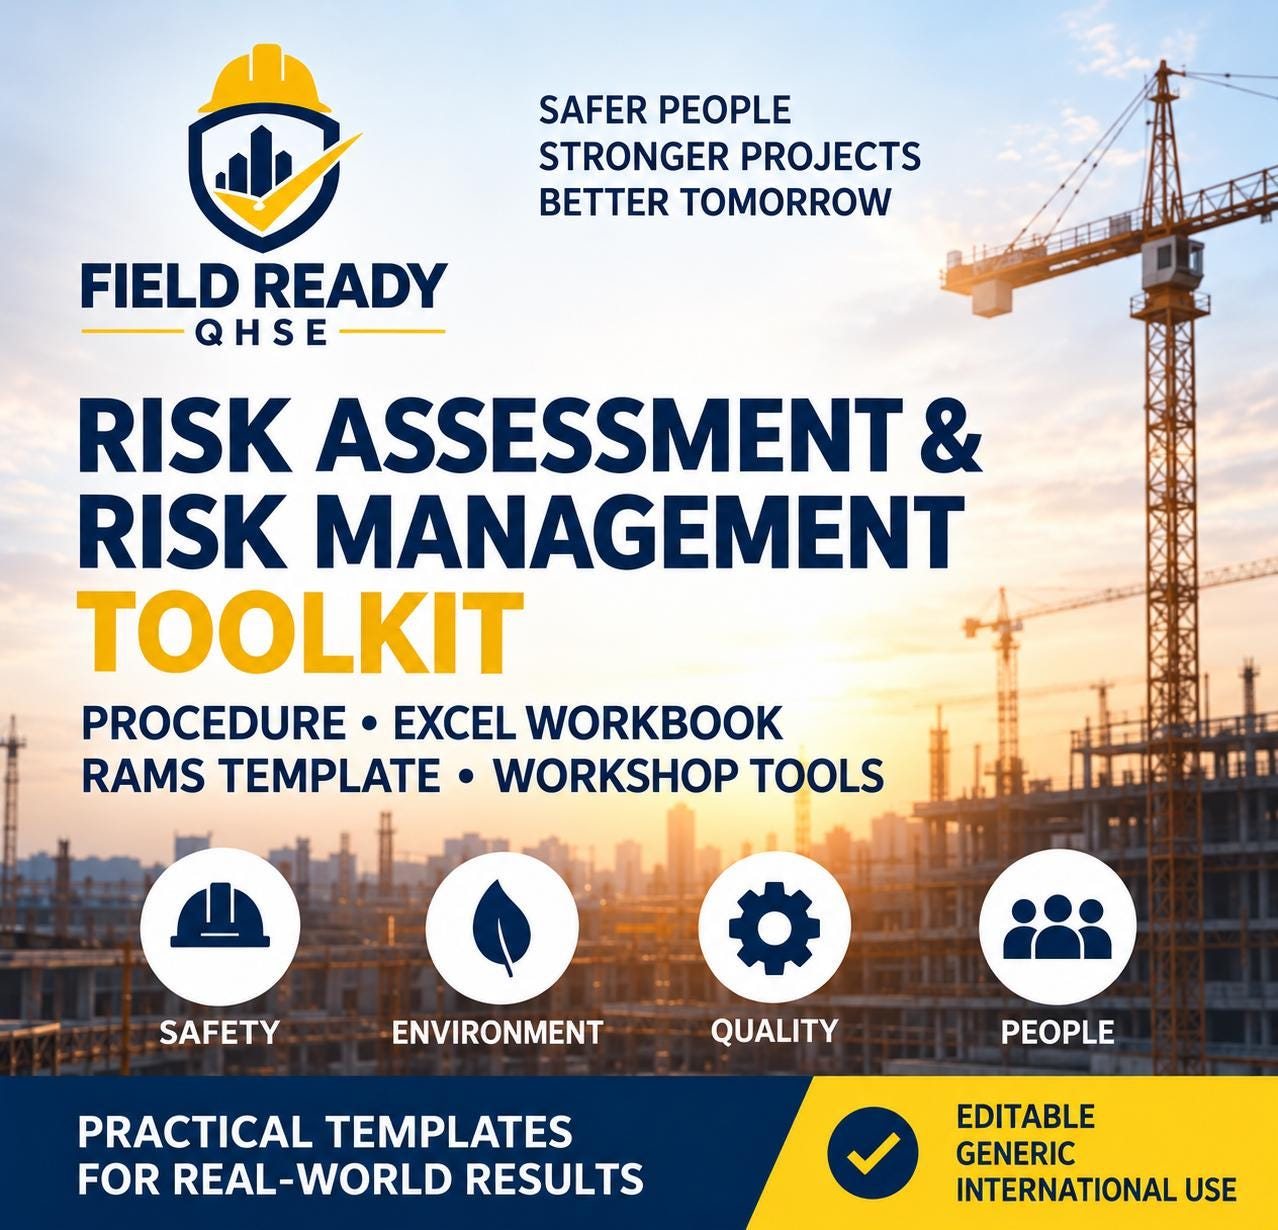 FIELD READY
QHSE
SAFER PEOPLE
STRONGER PROJECTS
BETTER TOMORROW
RISK ASSESSMENT &
RISK MANAGEMENT
TOOLKIT
PROCEDURE • EXCEL WORKBOOK
RAMS TEMPLATE • WORKSHOP TOOLS
SAFETY
ENVIRONMENT
QUALITY
PEOPLE
PRACTICAL TEMPLATES
FOR REAL-WORLD RESULTS
EDITABLE
GENERIC
INTERNATIONAL USE